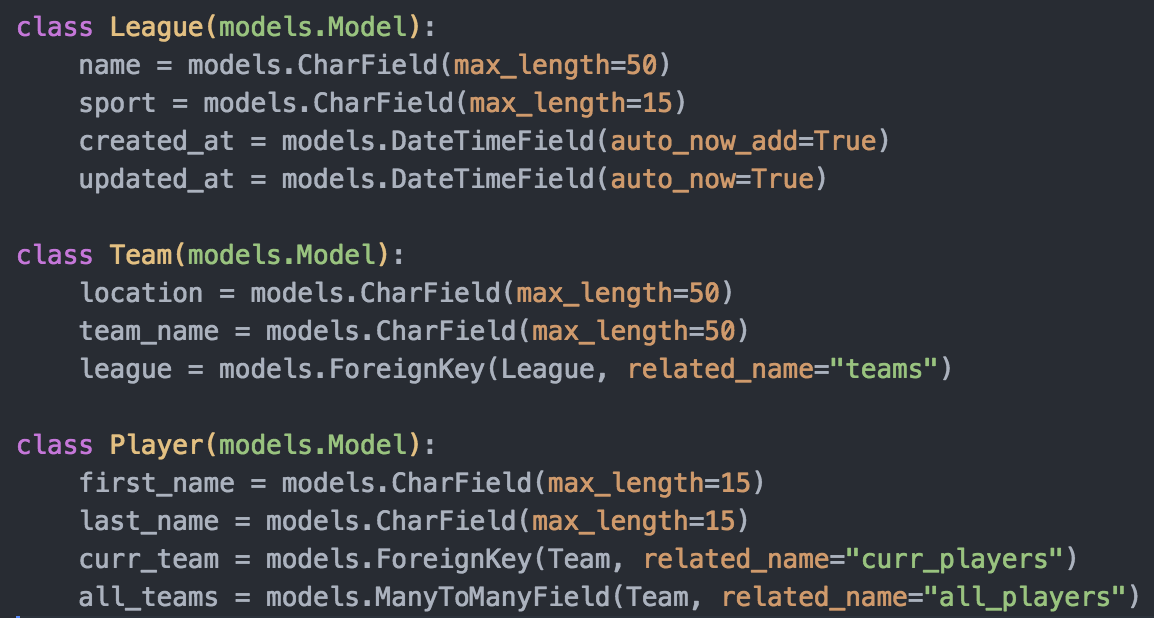 class League(models.Model):
    name = models.CharField(max_length=50)
    sport = models.CharField(max_length=15)
    created_at = models.DateTimeField(auto_now_add=True)
    updated_at = models.DateTimeField(auto_now=True)

class Team(models.Model):
    location = models.CharField(max_length=50)
    team_name = models.CharField(max_length=50)
    league = models.ForeignKey(League, related_name="teams")

class Player(models.Model):
    first_name = models.CharField(max_length=15)
    last_name = models.CharField(max_length=15)
    curr_team = models.ForeignKey(Team, related_name="curr_players")
    all_teams = models.ManyToManyField(Team, related_name="all_players")